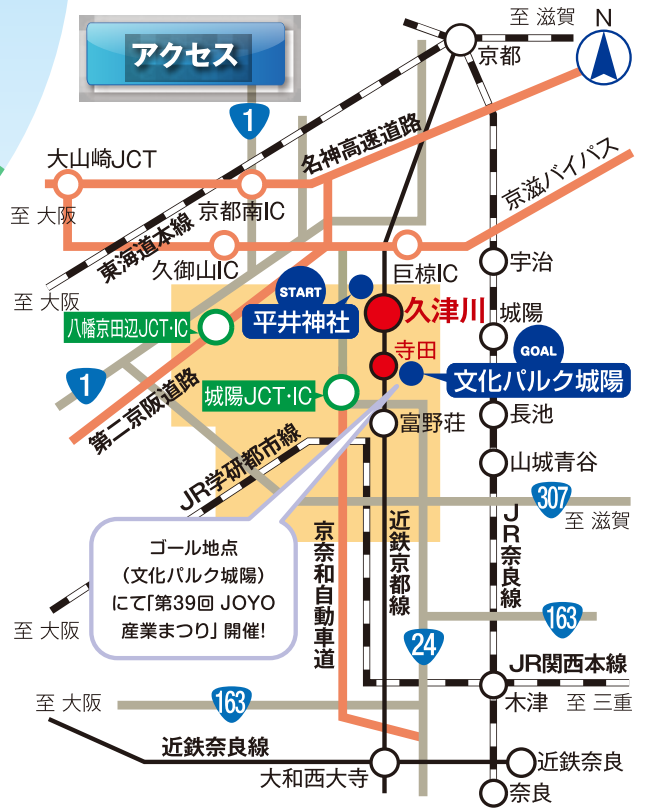 アクセス
至 滋賀
N
京都
1
名神高速道路
大山崎JCT
京都南IC
至 大阪
東海道本線
久御山IC
巨椋IC
京滋バイパス
宇治
至 大阪
START
平井神社
久津川
城陽
八幡京田辺JCT・IC
寺田
GOAL
文化パルク城陽
1
城陽JCT・IC
第二京阪道路
富野荘
長池
山城青谷
JR学研都市線
307
至 滋賀
ゴール地点
(文化パルク城陽)
にて「第39回 JOYO
産業まつり」開催!
京奈和自動車道
近鉄京都線
JR奈良線
163
24
至 大阪
JR関西本線
至 大阪
163
木津
至 三重
近鉄奈良線
大和西大寺
近鉄奈良
奈良